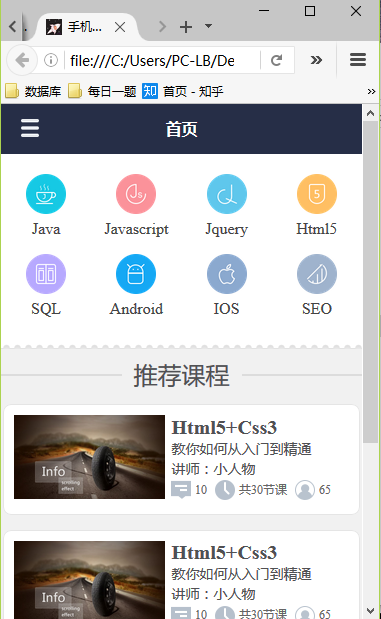 手机...
file:///C:/Users/PC-LB/De
数据库 每日一题 知 首页 - 知乎
首页
Java Javascript Jquery Html5
SQL Android IOS SEO
推荐课程
Html5+Css3
教你如何从入门到精通
讲师：小人物
Info
scrolling
effect
10 共30节课 65
Html5+Css3
教你如何从入门到精通
讲师：小人物
Info
scrolling
effect
10 共30节课 65